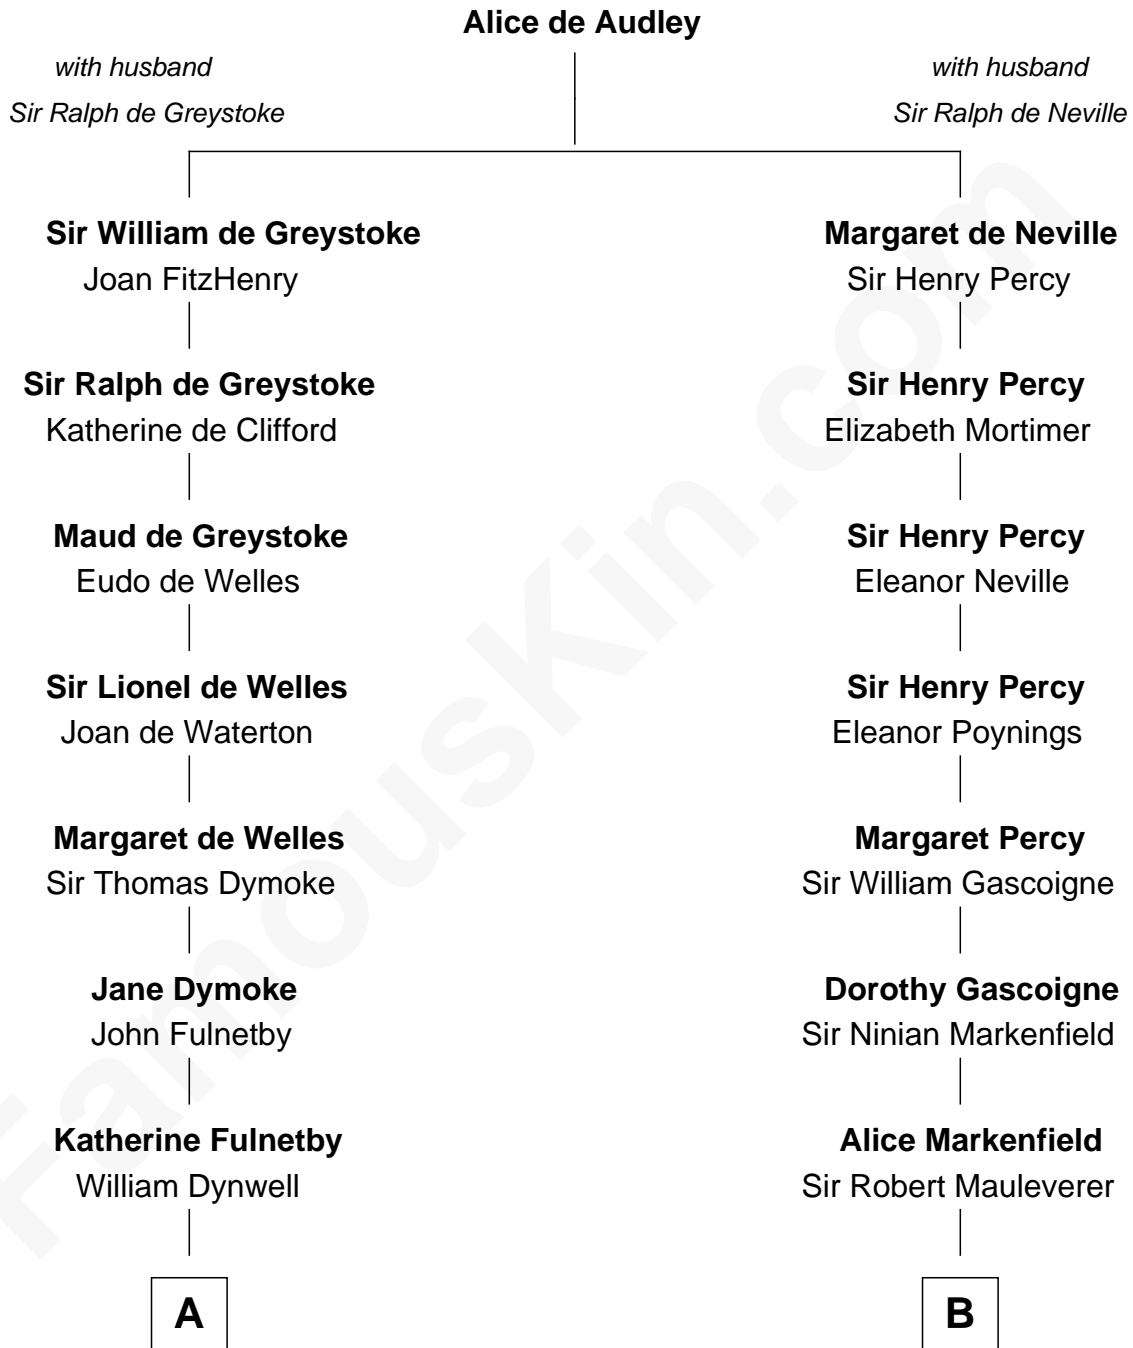 Alice de Audley
with husband
Sir Ralph de Greystoke
with husband
Sir Ralph de Neville
Sir William de Greystoke
Joan FitzHenry
Margaret de Neville
Sir Henry Percy
Sir Ralph de Greystoke
Katherine de Clifford
Sir Henry Percy
Elizabeth Mortimer
Maud de Greystoke
Eudo de Welles
Sir Henry Percy
Eleanor Neville
Sir Lionel de Welles
Joan de Waterton
Sir Henry Percy
Eleanor Poynings
Margaret de Welles
Sir Thomas Dymoke
Margaret Percy
Sir William Gascoigne
Jane Dymoke
John Fulnetby
Dorothy Gascoigne
Sir Ninian Markenfield
Katherine Fulnetby
William Dynwell
Alice Markenfield
Sir Robert Mauleverer
A
B
FamousKin.com